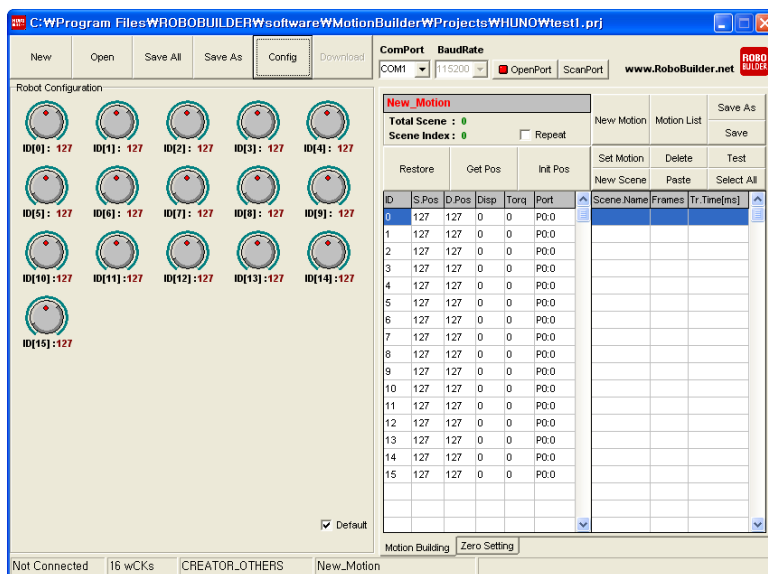 C:₩Program Files₩ROBOBUILDER₩software₩MotionBuilder₩Projects₩HUNO₩test1.prj
New Open Save All Save As Config Download
ComPort BaudRate
COM1 115200 OpenPort ScanPort www.RoboBuilder.net ROBO BUILDER
Robot Configuration
ID[0]: 127 ID[1]: 127 ID[2]: 127 ID[3]: 127 ID[4]: 127
ID[5]: 127 ID[6]: 127 ID[7]: 127 ID[8]: 127 ID[9]: 127
ID[10]:127 ID[11]:127 ID[12]:127 ID[13]:127 ID[14]:127
ID[15]:127
Default
New_Motion
Total Scene : 0
Scene Index : 0 Repeat
New Motion Motion List Save As
Save
Restore Get Pos Init Pos
Set Motion Delete Test
New Scene Paste Select All
ID S.Pos D.Pos Disp Torq Port
0 127 127 0 0 P0:0
1 127 127 0 0 P0:0
2 127 127 0 0 P0:0
3 127 127 0 0 P0:0
4 127 127 0 0 P0:0
5 127 127 0 0 P0:0
6 127 127 0 0 P0:0
7 127 127 0 0 P0:0
8 127 127 0 0 P0:0
9 127 127 0 0 P0:0
10 127 127 0 0 P0:0
11 127 127 0 0 P0:0
12 127 127 0 0 P0:0
13 127 127 0 0 P0:0
14 127 127 0 0 P0:0
15 127 127 0 0 P0:0
Scene.Name Frames Tr.Time[ms]
Motion Building Zero Setting
Not Connected 16 wCKs CREATOR_OTHERS New_Motion